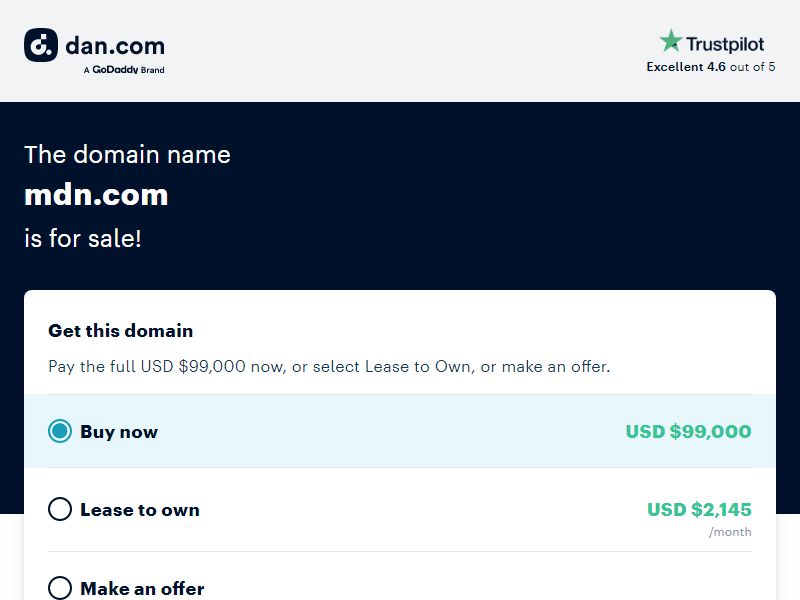 dan.com
A GoDaddy Brand
Trustpilot
Excellent 4.6 out of 5
The domain name
mdn.com
is for sale!
Get this domain
Pay the full USD $99,000 now, or select Lease to Own, or make an offer.
Buy now USD $99,000
Lease to own USD $2,145
/month
Make an offer